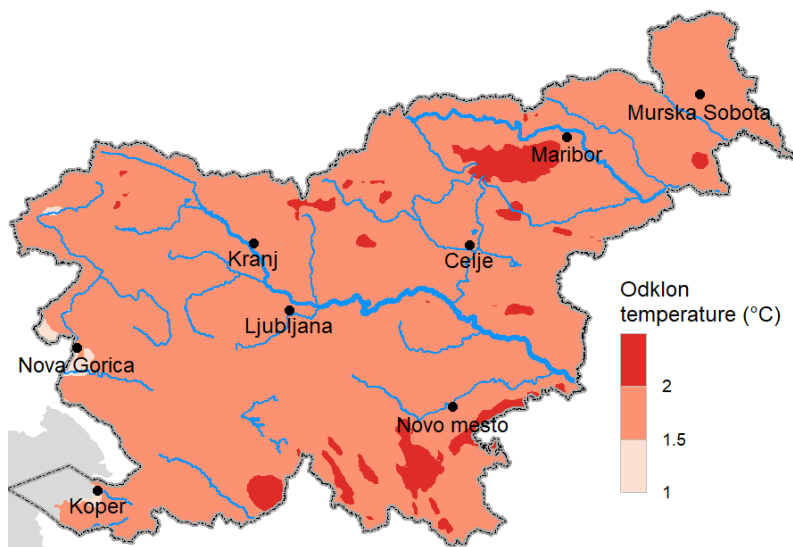 Murska Sobota
Maribor
Kranj
Celje
Ljubljana
Nova Gorica
Novo mesto
Koper
Odklon
temperature (°C)
2
1.5
1